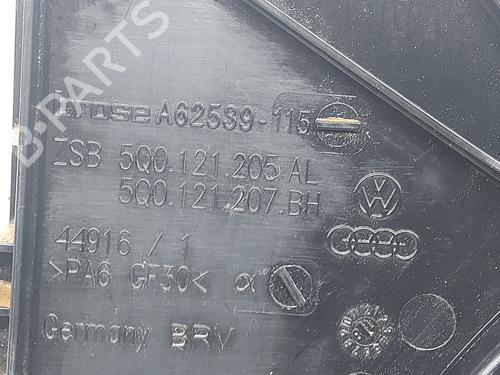 B-PARTS
brose A62539-115
ZSB 5Q0.121.205 AL
5Q0.121.207.BH
44916 / 1
>PA6 GF30<
Germany BRV